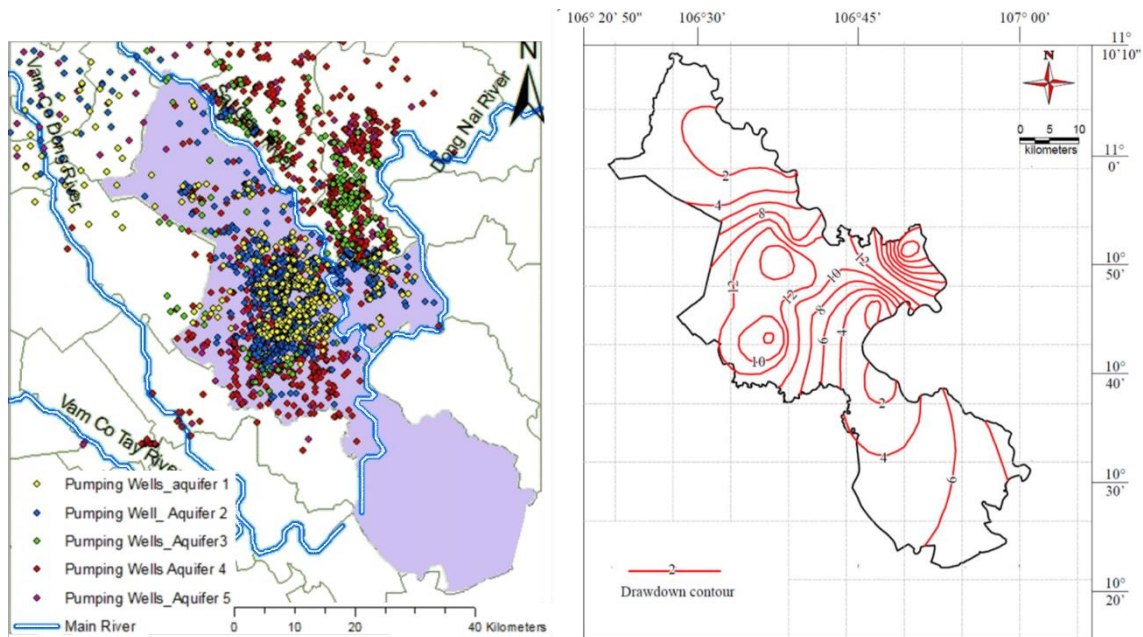 N
Vam Co Dong River
Dong Nai River
Vam Co Tay River
Pumping Wells_aquifer 1
Pumping Well_ Aquifer 2
Pumping Wells_Aquifer3
Pumping Wells Aquifer 4
Pumping Wells_Aquifer 5
Main River
0 10 20 40 Kilometers
106° 20' 50" 106°30' 106°45' 107° 00'
11°
10'10"
N
0 5 10
kilometers
11°
0'
2
4
8
12
10°
50'
10
12
12
8
4
6
10
10°
40'
2
4
6
10°
30'
2
Drawdown contour
10°
20'